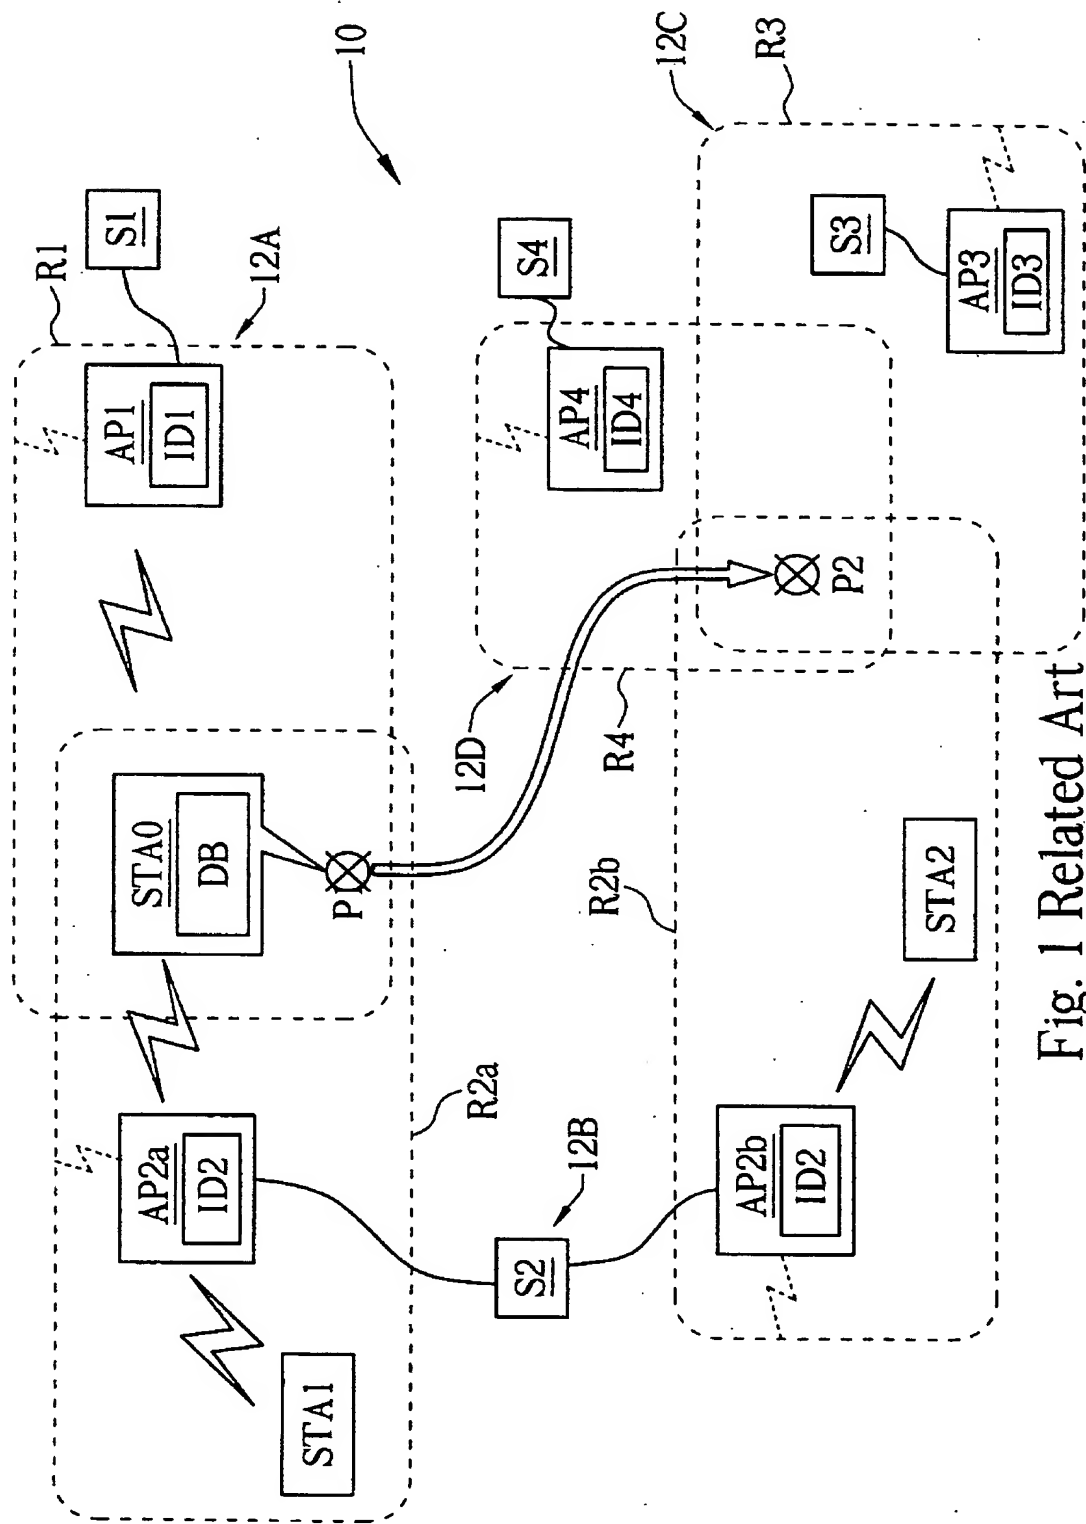 10
R1
S1
12A
AP1
ID1
STA0
DB
P1
AP2a
ID2
STA1
R2a
S4
AP4
ID4
12D
R4
12C
R3
S3
AP3
ID3
P2
R2b
STA2
S2
12B
AP2b
ID2
Fig. 1 Related Art